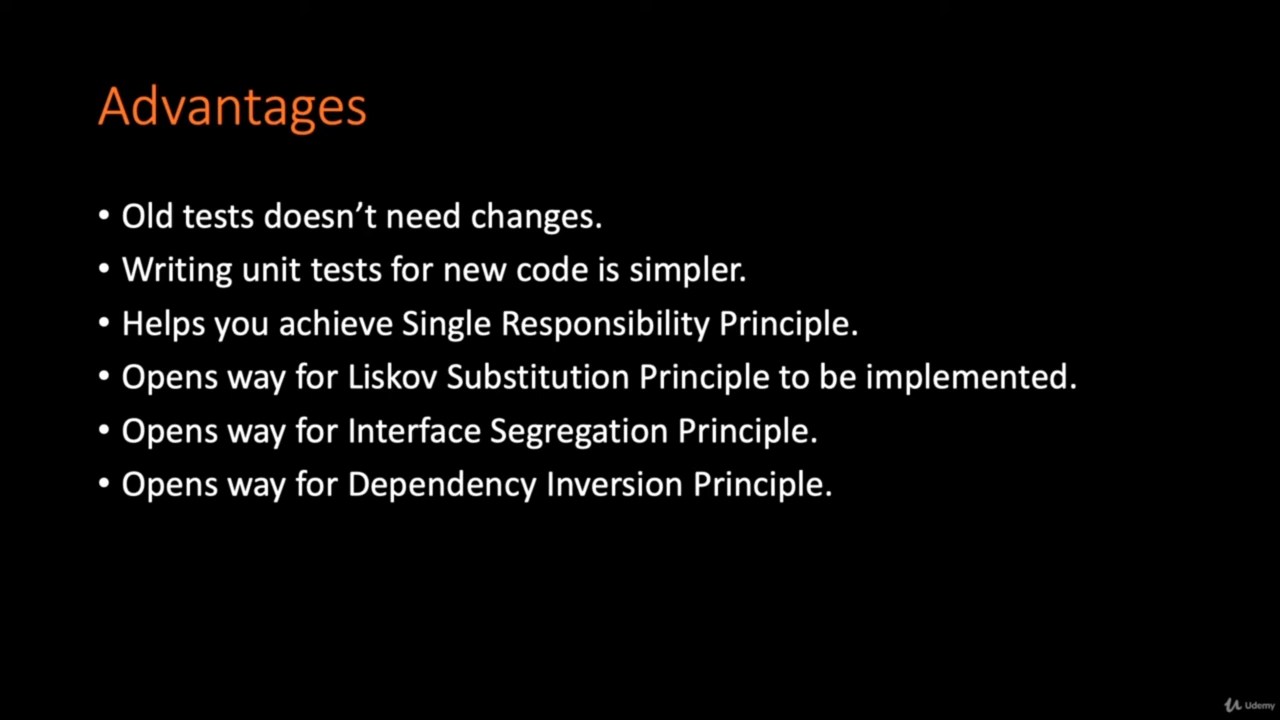 Advantages
• Old tests doesn’t need changes.
• Writing unit tests for new code is simpler.
• Helps you achieve Single Responsibility Principle.
• Opens way for Liskov Substitution Principle to be implemented.
• Opens way for Interface Segregation Principle.
• Opens way for Dependency Inversion Principle.
Udemy